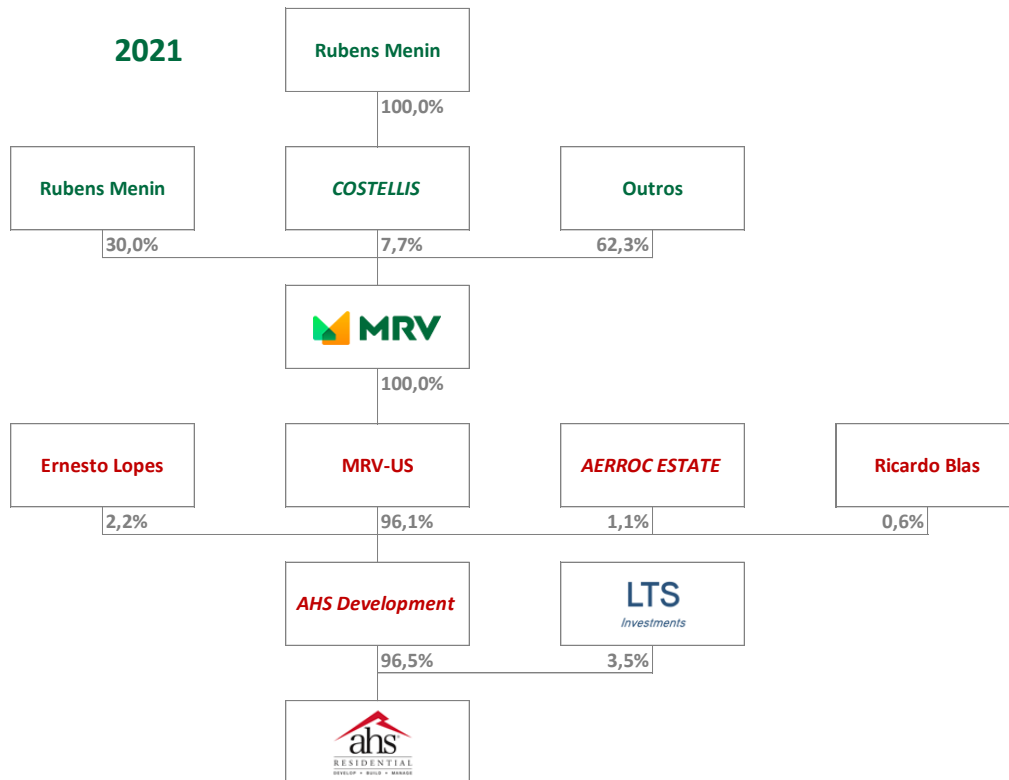 2021
Rubens Menin
100,0%
Rubens Menin
COSTELLIS
Outros
30,0%
7,7%
62,3%
MRV
100,0%
Ernesto Lopes
MRV-US
AERROC ESTATE
Ricardo Blas
2,2%
96,1%
1,1%
0,6%
AHS Development
LTS
Investments
96,5%
3,5%
ahs
RESIDENTIAL
DEVELOP • BUILD • MANAGE